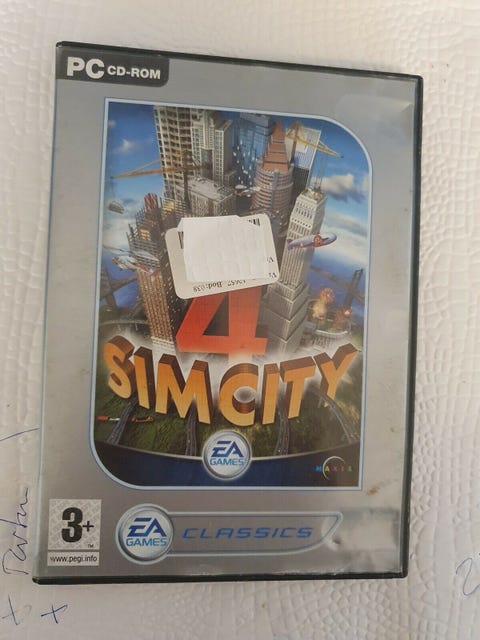 PC CD-ROM
4
SIMCITY
EA
GAMES
MAXIS
3+
www.pegi.info
EA
GAMES
CLASSICS